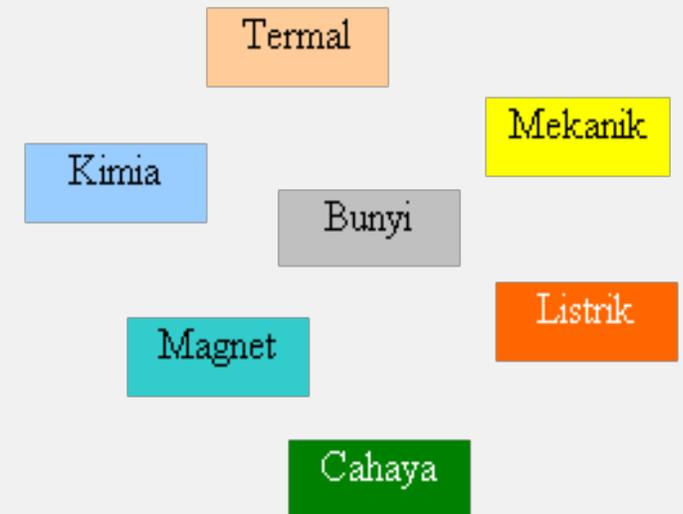 Termal
Mekanik
Kimia
Bunyi
Listrik
Magnet
Cahaya